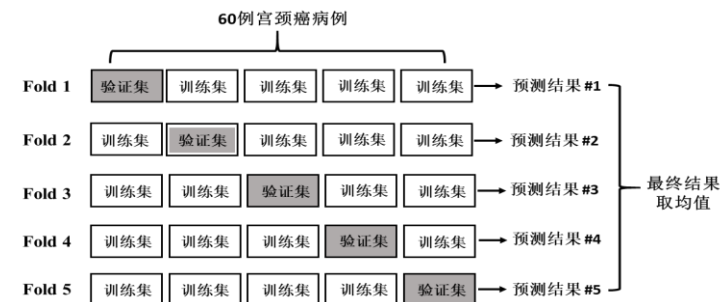 60例宫颈癌病例
Fold 1 验证集 训练集 训练集 训练集 训练集 预测结果#1
Fold 2 训练集 验证集 训练集 训练集 训练集 预测结果#2
Fold 3 训练集 训练集 验证集 训练集 训练集 预测结果#3
Fold 4 训练集 训练集 训练集 验证集 训练集 预测结果#4
Fold 5 训练集 训练集 训练集 训练集 验证集 预测结果#5
最终结果
取均值